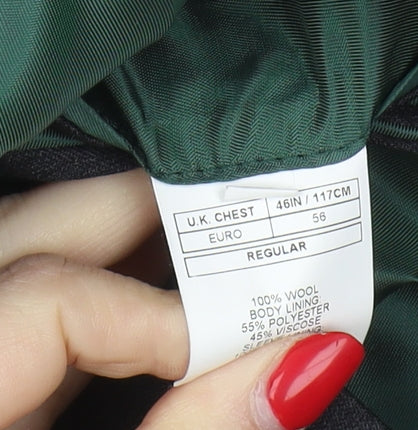 U.K. CHEST 46IN / 117CM
EURO 56
REGULAR
100% WOOL
BODY LINING:
55% POLYESTER
45% VISCOSE